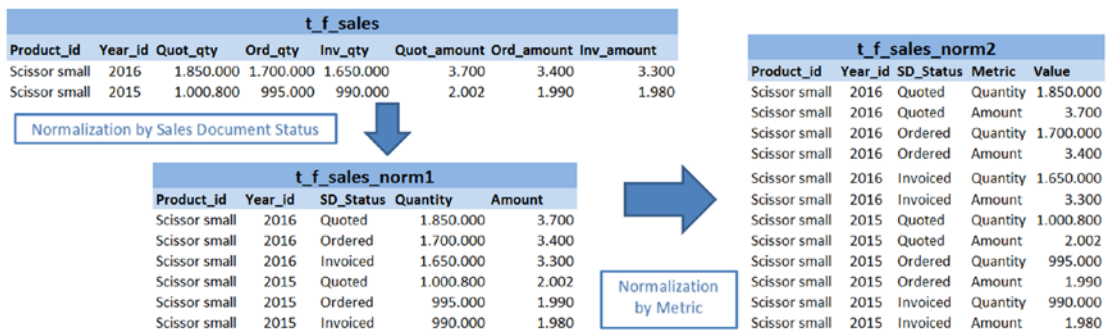 t_f_sales
Product_id Year_id Quot_qty Ord_qty Inv_qty Quot_amount Ord_amount Inv_amount
Scissor small 2016 1.850.000 1.700.000 1.650.000 3.700 3.400 3.300
Scissor small 2015 1.000.800 995.000 990.000 2.002 1.990 1.980
Normalization by Sales Document Status
t_f_sales_norm1
Product_id Year_id SD_Status Quantity Amount
Scissor small 2016 Quoted 1.850.000 3.700
Scissor small 2016 Ordered 1.700.000 3.400
Scissor small 2016 Invoiced 1.650.000 3.300
Scissor small 2015 Quoted 1.000.800 2.002
Scissor small 2015 Ordered 995.000 1.990
Scissor small 2015 Invoiced 990.000 1.980
Normalization
by Metric
t_f_sales_norm2
Product_id Year_id SD_Status Metric Value
Scissor small 2016 Quoted Quantity 1.850.000
Scissor small 2016 Quoted Amount 3.700
Scissor small 2016 Ordered Quantity 1.700.000
Scissor small 2016 Ordered Amount 3.400
Scissor small 2016 Invoiced Quantity 1.650.000
Scissor small 2016 Invoiced Amount 3.300
Scissor small 2015 Quoted Quantity 1.000.800
Scissor small 2015 Quoted Amount 2.002
Scissor small 2015 Ordered Quantity 995.000
Scissor small 2015 Ordered Amount 1.990
Scissor small 2015 Invoiced Quantity 990.000
Scissor small 2015 Invoiced Amount 1.980